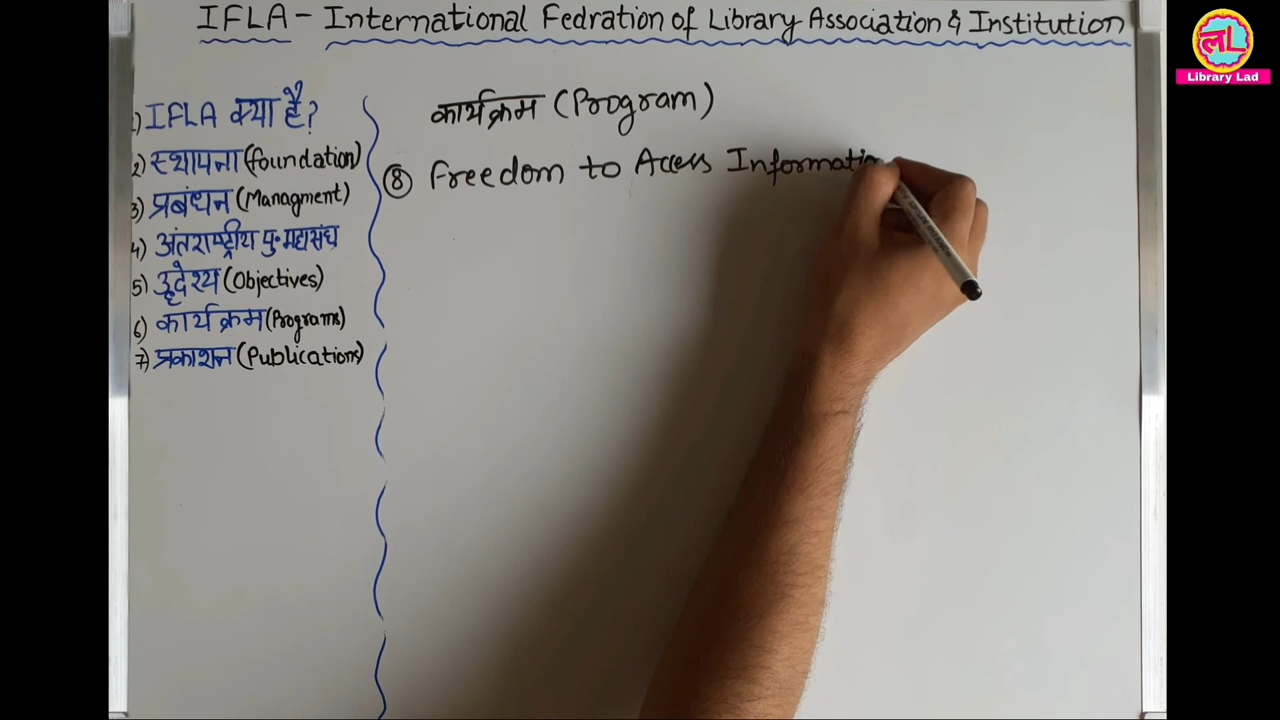 IFLA - International Fedration of Library Association & Institution
लL
Library Lad
1) IFLA क्या है?
2) स्थापना (foundation)
3) प्रबंधन (Managment)
4) अंतराष्ट्रीय पु॰ महासंघ
5) उद्देश्य (Objectives)
6) कार्यक्रम (Programs)
7) प्रकाशन (Publications)
कार्यक्रम (Program)
8 Freedom to Access Information